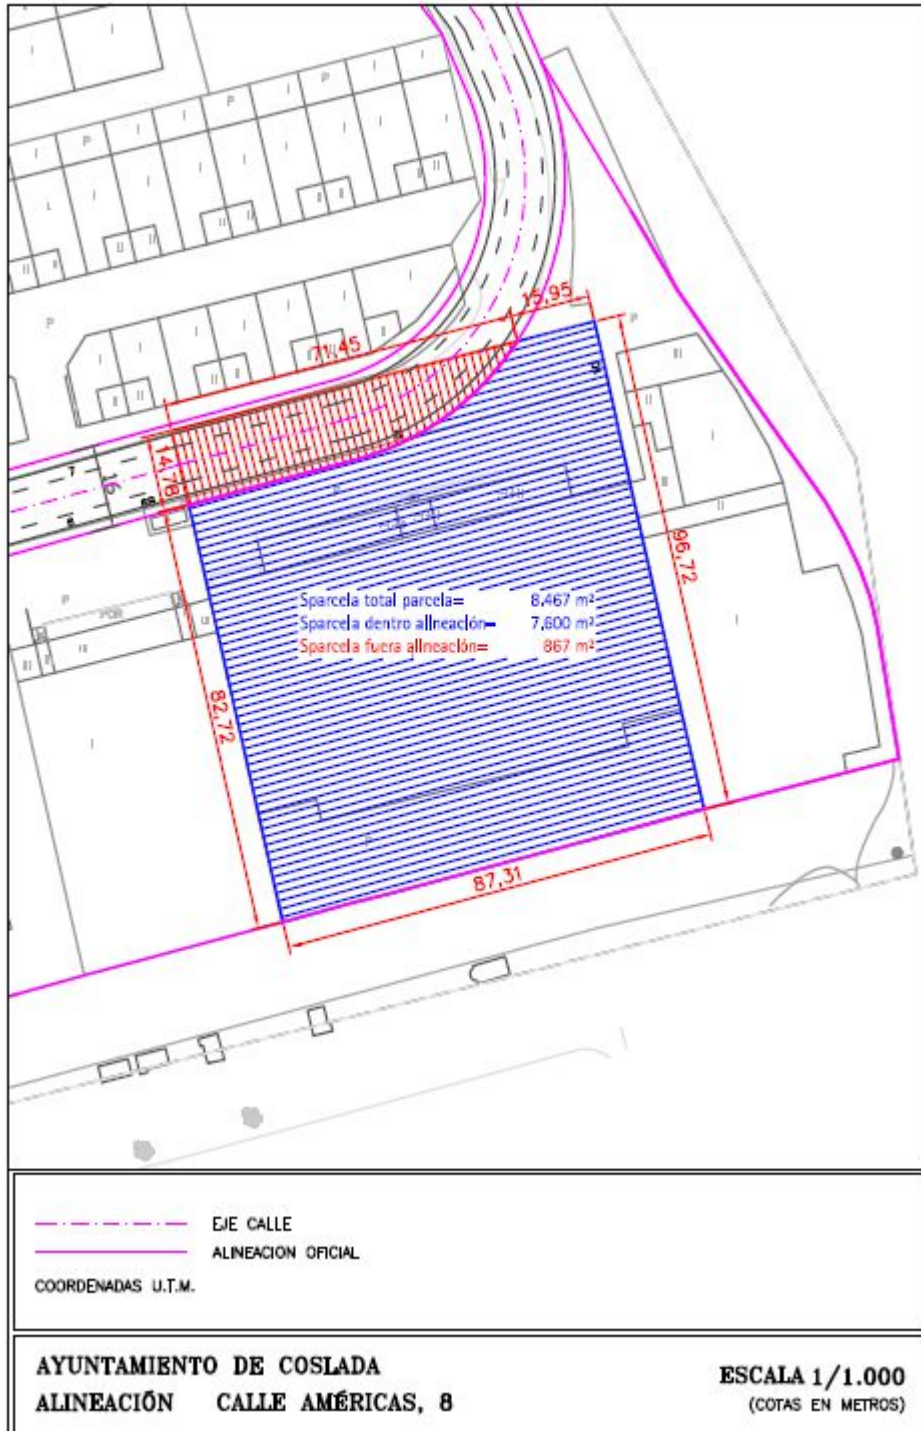 15,95
71,45
14,78
16
96,72
Sparcela total parcela= 8.467 m²
Sparcela dentro alineación= 7.600 m²
Sparcela fuera alineación= 867 m²
POR
82,72
87,31
EJE CALLE
ALINEACION OFICIAL
COORDENADAS U.T.M.
AYUNTAMIENTO DE COSLADA
ALINEACIÓN CALLE AMÉRICAS, 8
ESCALA 1/1.000
(COTAS EN METROS)